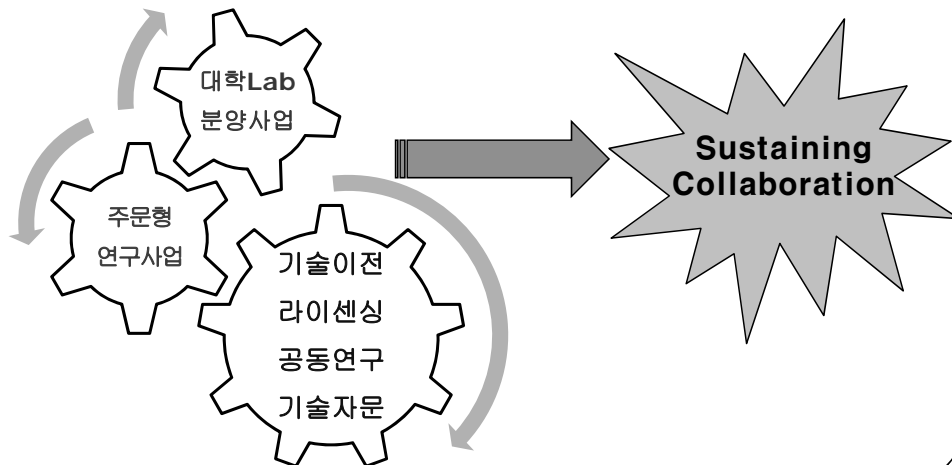 대학Lab
분양사업
주문형
연구사업
기술이전
라이센싱
공동연구
기술자문
Sustaining
Collaboration